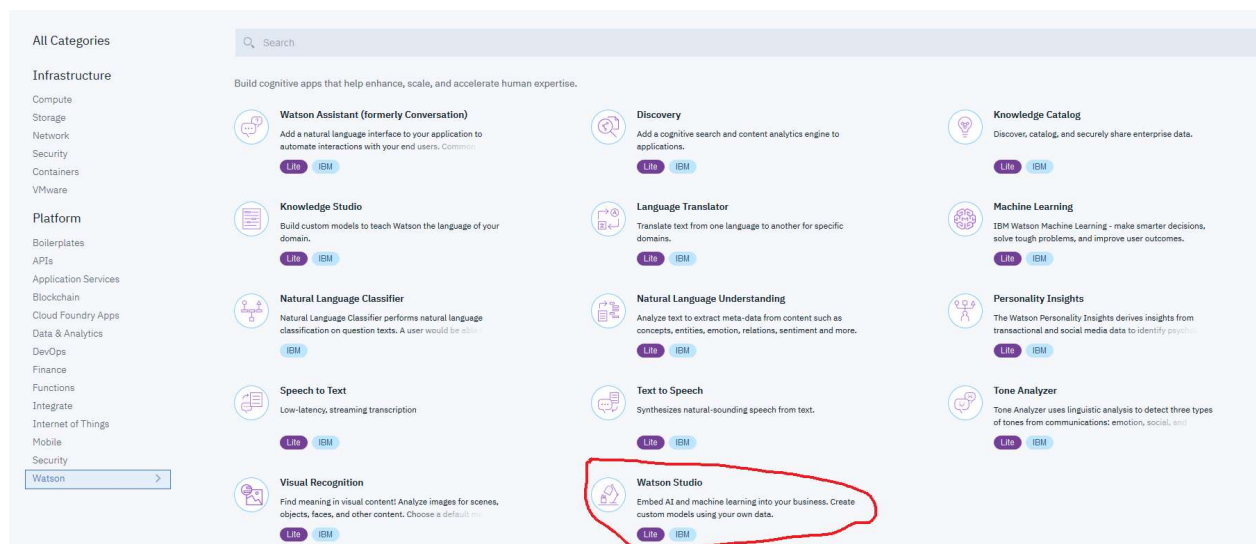 All Categories
Infrastructure
Compute
Storage
Network
Security
Containers
VMware
Platform
Boilerplates
APIs
Application Services
Blockchain
Cloud Foundry Apps
Data & Analytics
DevOps
Finance
Functions
Integrate
Internet of Things
Mobile
Security
Watson
Search
Build cognitive apps that help enhance, scale, and accelerate human expertise.
Watson Assistant (formerly Conversation)
Add a natural language interface to your application to
automate interactions with your end users. Common
Lite IBM
Discovery
Add a cognitive search and content analytics engine to
applications.
Lite IBM
Knowledge Catalog
Discover, catalog, and securely share enterprise data.
Lite IBM
Knowledge Studio
Build custom models to teach Watson the language of your
domain.
Lite IBM
Language Translator
Translate text from one language to another for specific
domains.
Lite IBM
Machine Learning
IBM Watson Machine Learning - make smarter decisions,
solve tough problems, and improve user outcomes.
Lite IBM
Natural Language Classifier
Natural Language Classifier performs natural language
classification on question texts. A user would be able
IBM
Natural Language Understanding
Analyze text to extract meta-data from content such as
concepts, entities, emotion, relations, sentiment and more.
Lite IBM
Personality Insights
The Watson Personality Insights derives insights from
transactional and social media data to identify
Lite IBM
Speech to Text
Low-latency, streaming transcription
Lite IBM
Text to Speech
Synthesizes natural-sounding speech from text.
Lite IBM
Tone Analyzer
Tone Analyzer uses linguistic analysis to detect three types
of tones from communications: emotion, social, and
Lite IBM
Visual Recognition
Find meaning in visual content! Analyze images for scenes,
objects, faces, and other content. Choose a default
Lite IBM
Watson Studio
Embed AI and machine learning into your business. Create
custom models using your own data.
Lite IBM